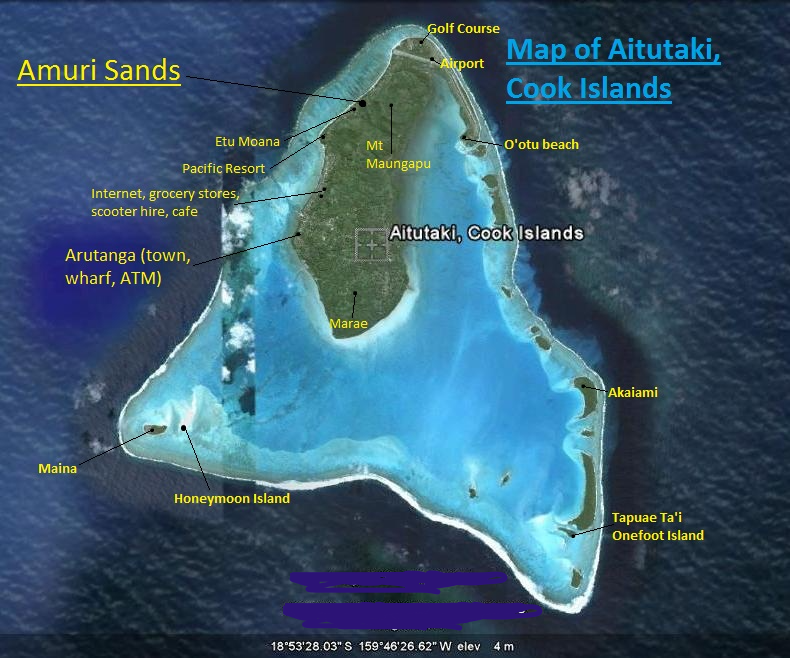 Golf Course
Map of Aitutaki,
Cook Islands
Amuri Sands
Airport
Etu Moana
Mt
Maungapu
O'otu beach
Pacific Resort
Internet, grocery stores,
scooter hire, cafe
Aitutaki, Cook Islands
Arutanga (town,
wharf, ATM)
Marae
Akaiami
Maina
Honeymoon Island
Tapuae Ta'i
Onefoot Island
18°53'28.03" S 159°46'26.62" W elev 4 m